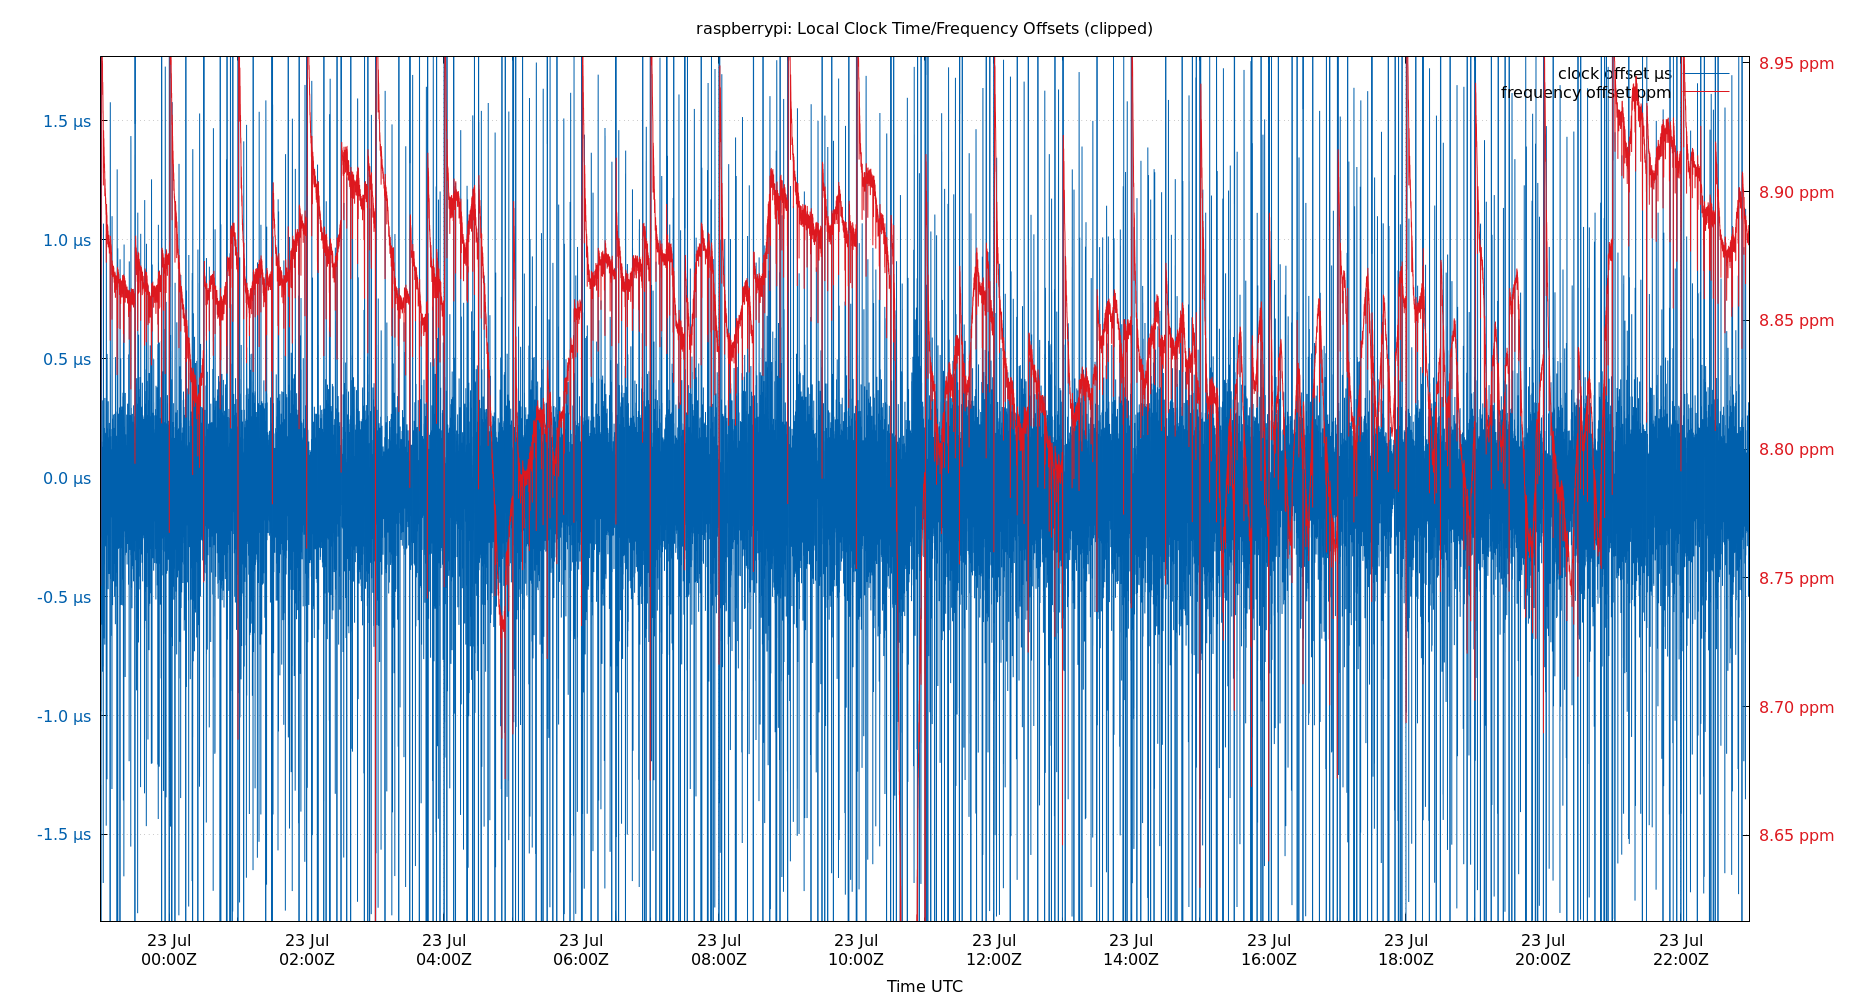 raspberrypi: Local Clock Time/Frequency Offsets (clipped)
clock offset µs
frequency offset ppm
1.5 µs
1.0 µs
0.5 µs
0.0 µs
-0.5 µs
-1.0 µs
-1.5 µs
8.95 ppm
8.90 ppm
8.85 ppm
8.80 ppm
8.75 ppm
8.70 ppm
8.65 ppm
23 Jul 23 Jul 23 Jul 23 Jul 23 Jul 23 Jul 23 Jul 23 Jul 23 Jul 23 Jul 23 Jul 23 Jul
00:00Z 02:00Z 04:00Z 06:00Z 08:00Z 10:00Z 12:00Z 14:00Z 16:00Z 18:00Z 20:00Z 22:00Z
Time UTC